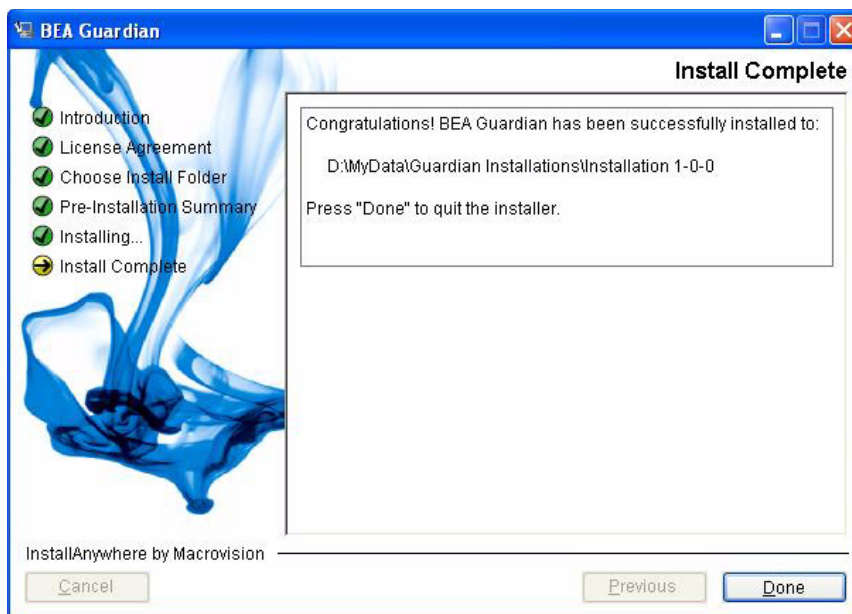 BEA Guardian
Install Complete
Introduction
License Agreement
Choose Install Folder
Pre-Installation Summary
Installing...
Install Complete
Congratulations! BEA Guardian has been successfully installed to:
D:\MyData\Guardian Installations\Installation 1-0-0
Press "Done" to quit the installer.
InstallAnywhere by Macrovision
Cancel
Previous
Done